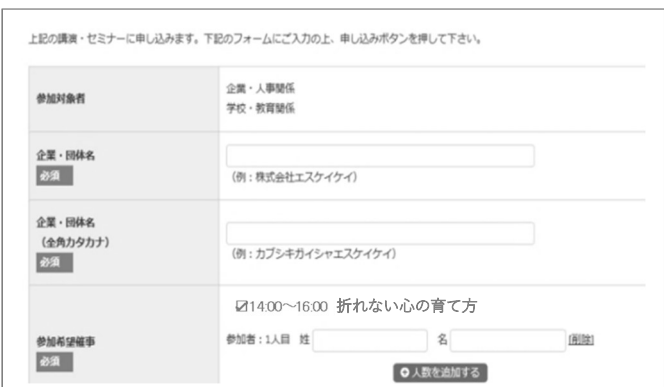 上記の講演・セミナーに申し込みます。下記のフォームにご入力の上、申し込みボタンを押して下さい。
参加対象者
企業・人事関係
学校・教育関係
企業・団体名
必須
(例：株式会社エスケイケイ)
企業・団体名
(全角カタカナ)
必須
(例：カブシキガイシャエスケイケイ)
☑14:00～16:00 折れない心の育て方
参加希望催事
必須
参加者：1人目 姓 名 [削除]
人数を追加する